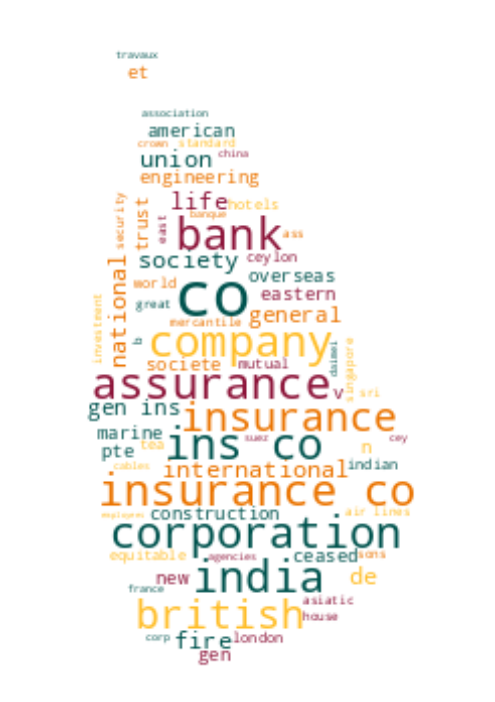 travaux
et
association
american
crown standard
union china
engineering
life hotels
security trust east banque
bank ass
society ceylon
national world overseas
co eastern
great general
investment mercantile
b company daimei singapore
societe mutual
assurance v sri
gen ins insurance
marine ins co suez cey
pte tea n
cables international indian
insurance co
employees construction air lines
corporation
equitable agencies ceased sons
new india de
france asiatic
british house
corp fire london
gen